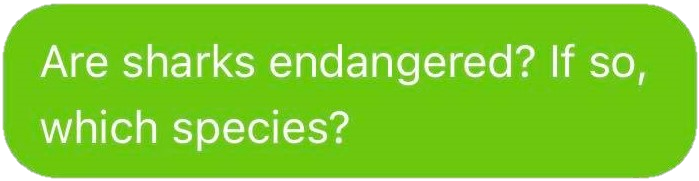 Are sharks endangered? If so,
which species?